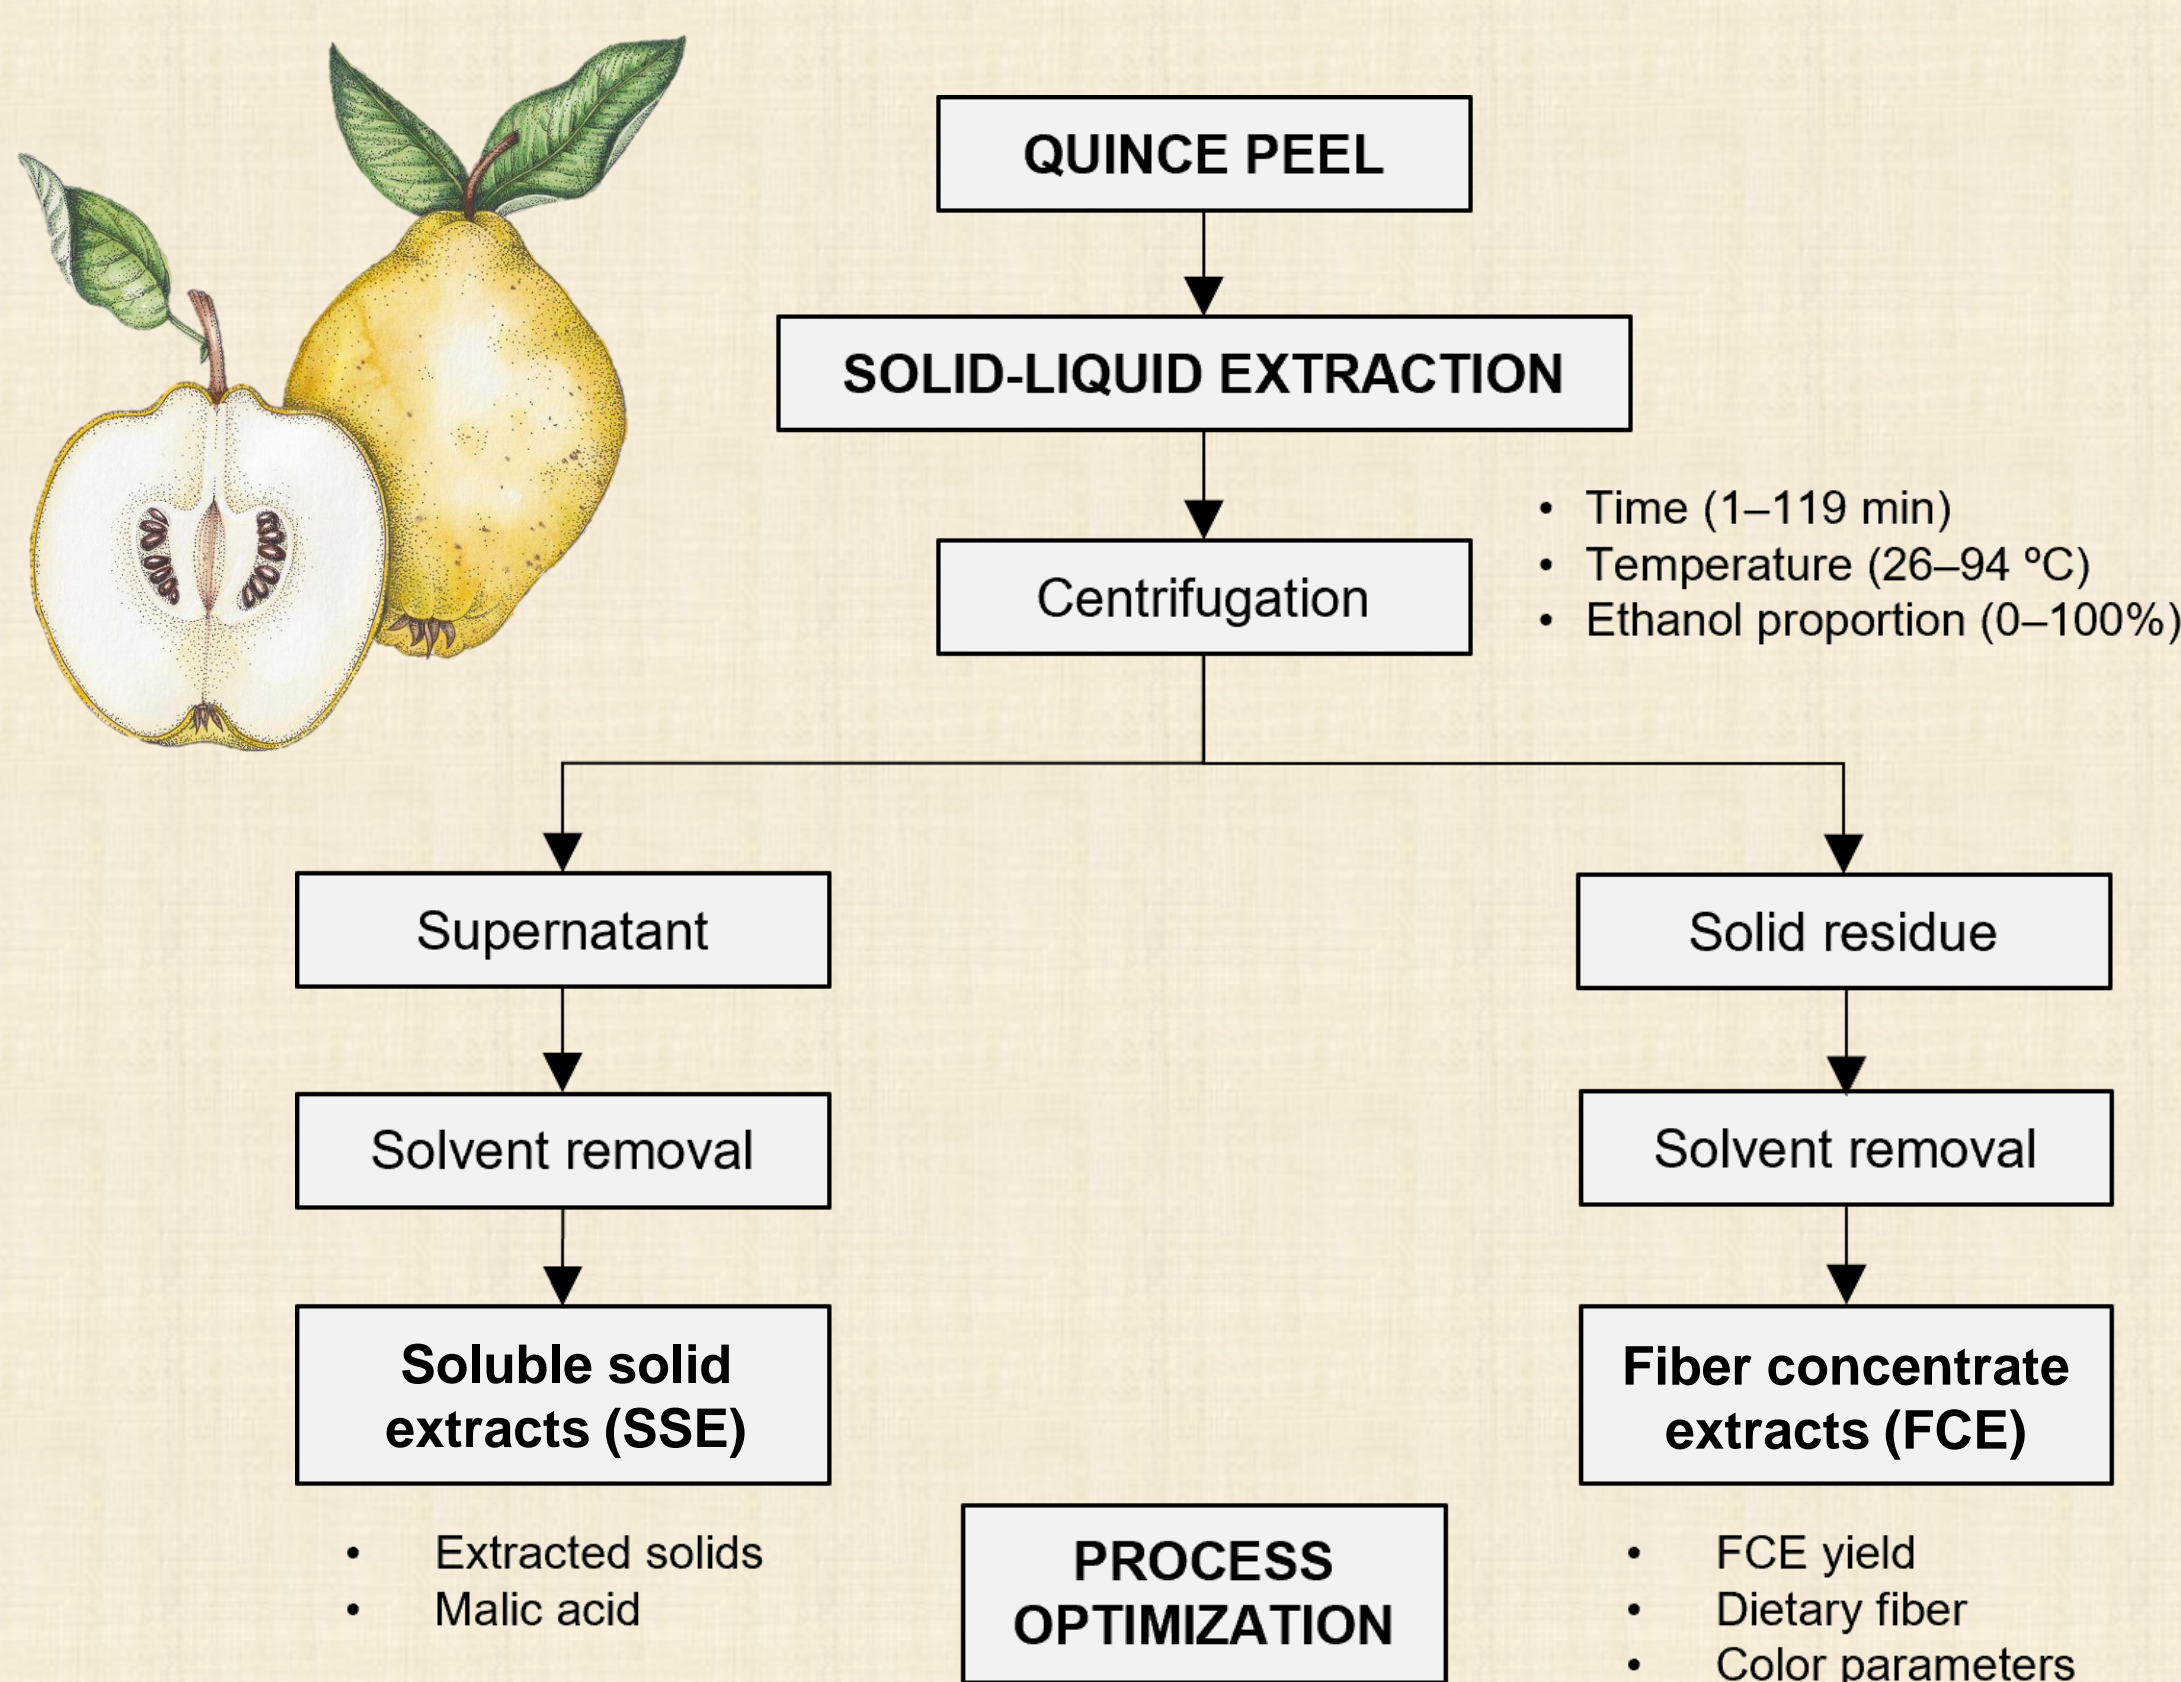 QUINCE PEEL
SOLID-LIQUID EXTRACTION
• Time (1–119 min)
• Temperature (26–94 ºC)
• Ethanol proportion (0–100%)
Centrifugation
Supernatant
Solid residue
Solvent removal
Solvent removal
Soluble solid
extracts (SSE)
Fiber concentrate
extracts (FCE)
• Extracted solids
• Malic acid
PROCESS
OPTIMIZATION
• FCE yield
• Dietary fiber
• Color parameters